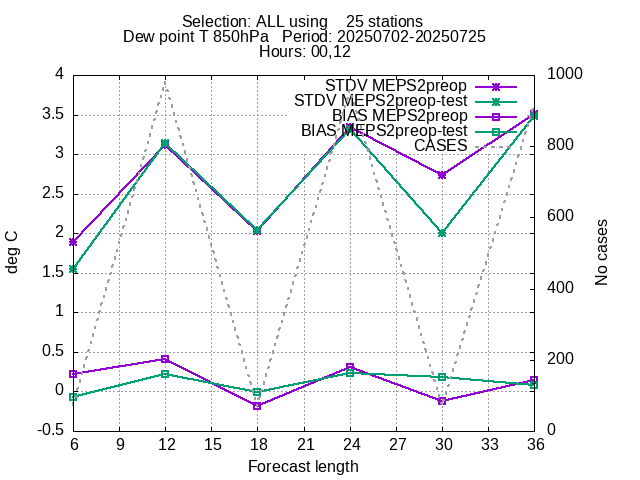 Selection: ALL using    25 stations
Dew point T 850hPa   Period: 20250702-20250725
Hours: 00,12
STDV MEPS2preop
STDV MEPS2preop-test
BIAS MEPS2preop
BIAS MEPS2preop-test
CASES
4
3.5
3
2.5
2
1.5
1
0.5
0
-0.5
deg C
1000
800
600
400
200
0
No cases
6 9 12 15 18 21 24 27 30 33 36
Forecast length